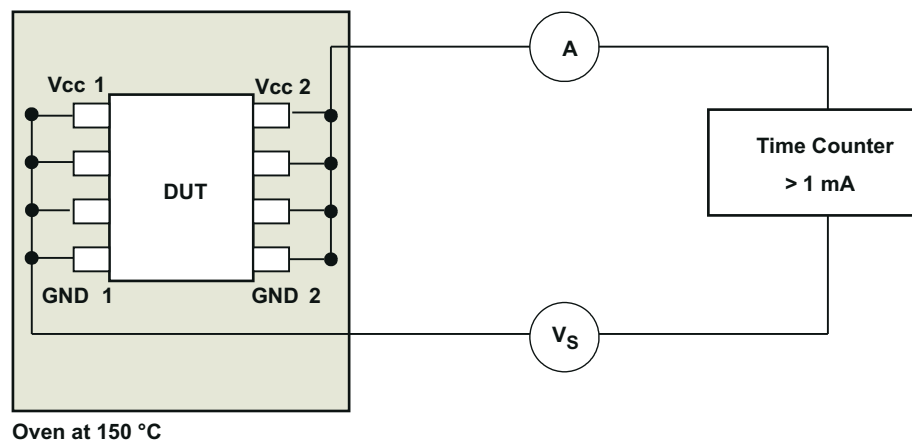 A
Vcc 1
Vcc 2
Time Counter
> 1 mA
DUT
GND 1
GND 2
VS
Oven at 150 °C